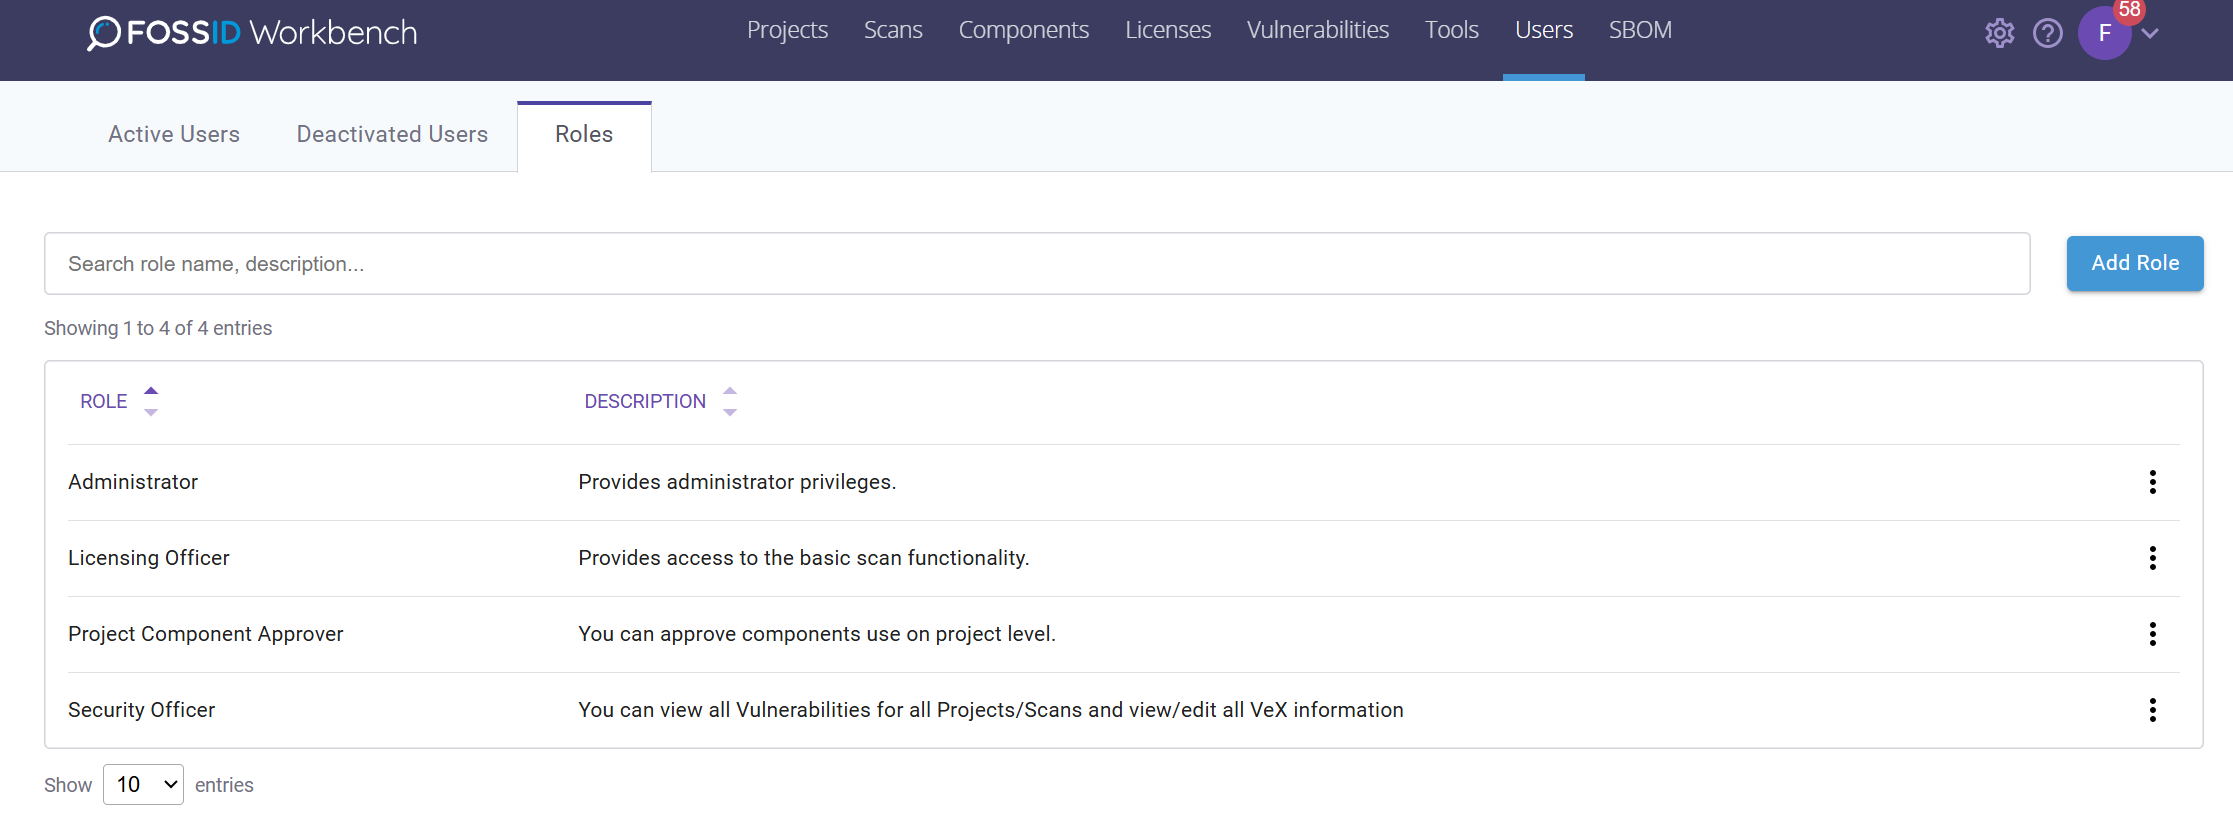 FOSSID Workbench
Projects Scans Components Licenses Vulnerabilities Tools Users SBOM
F 58
Active Users Deactivated Users Roles
Search role name, description...
Add Role
Showing 1 to 4 of 4 entries
ROLE DESCRIPTION
Administrator Provides administrator privileges.
Licensing Officer Provides access to the basic scan functionality.
Project Component Approver You can approve components use on project level.
Security Officer You can view all Vulnerabilities for all Projects/Scans and view/edit all VeX information
Show 10 entries